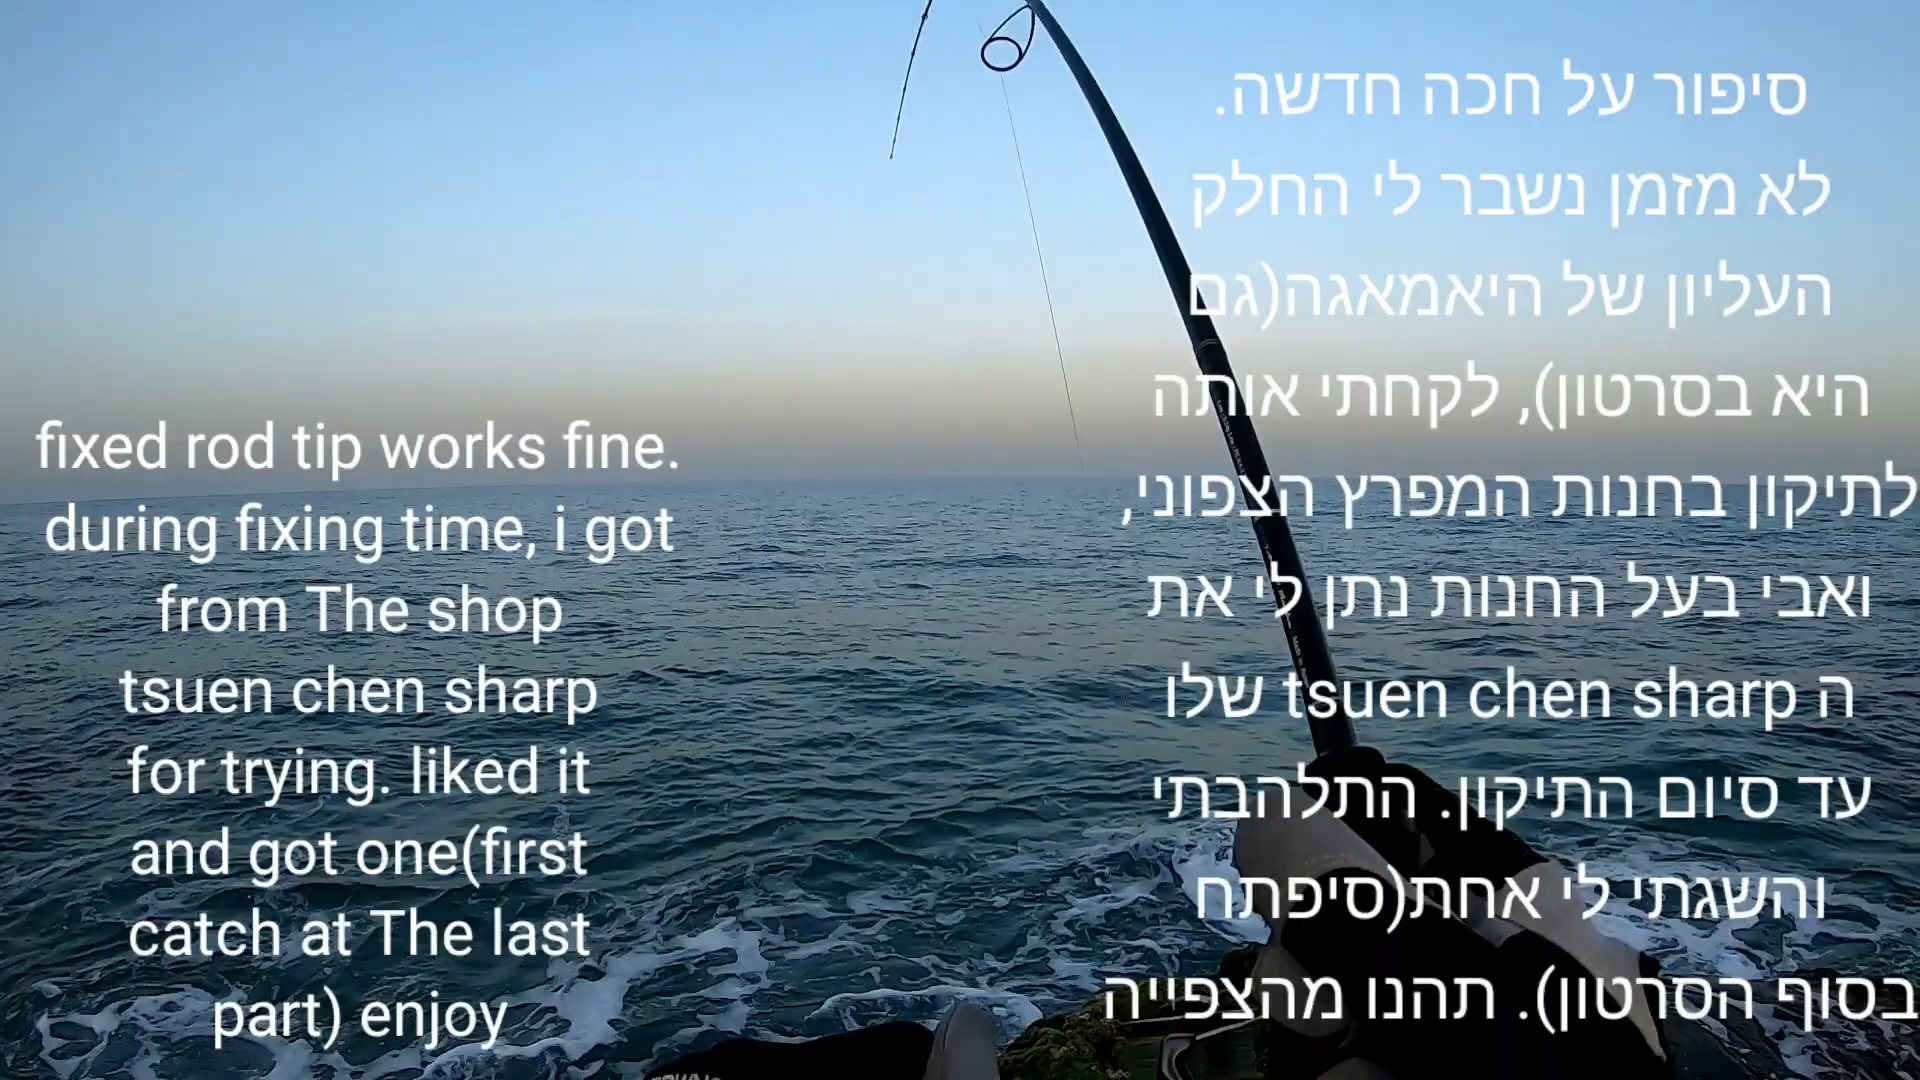 fixed rod tip works fine.
during fixing time, i got
from The shop
tsuen chen sharp
for trying. liked it
and got one(first
catch at The last
part) enjoy
סיפור על חכה חדשה.
לא מזמן נשבר לי החלק
העליון של היאמאגה(גם
היא בסרטון), לקחתי אותה
לתיקון בחנות המפרץ הצפוני,
ואבי בעל החנות נתן לי את
ה tsuen chen sharp שלו
עד סיום התיקון. התלהבתי
והשגתי לי אחת(סיפתח
בסוף הסרטון). תהנו מהצפייה